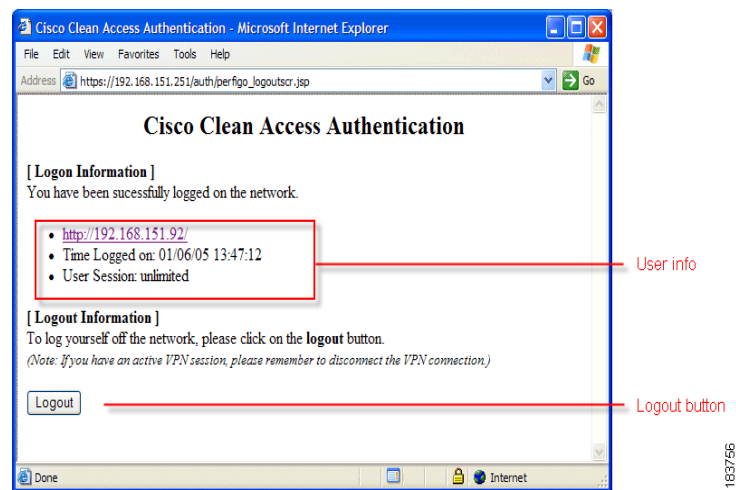 Cisco Clean Access Authentication - Microsoft Internet Explorer
File Edit View Favorites Tools Help
Address https://192.168.151.251/auth/perfigo_logoutscr.jsp Go
Cisco Clean Access Authentication
[ Logon Information ]
You have been sucessfully logged on the network.
• http://192.168.151.92/
• Time Logged on: 01/06/05 13:47:12
• User Session: unlimited
User info
[ Logout Information ]
To log yourself off the network, please click on the logout button.
(Note: If you have an active VPN session, please remember to disconnect the VPN connection.)
Logout
Logout button
Done Internet
183756